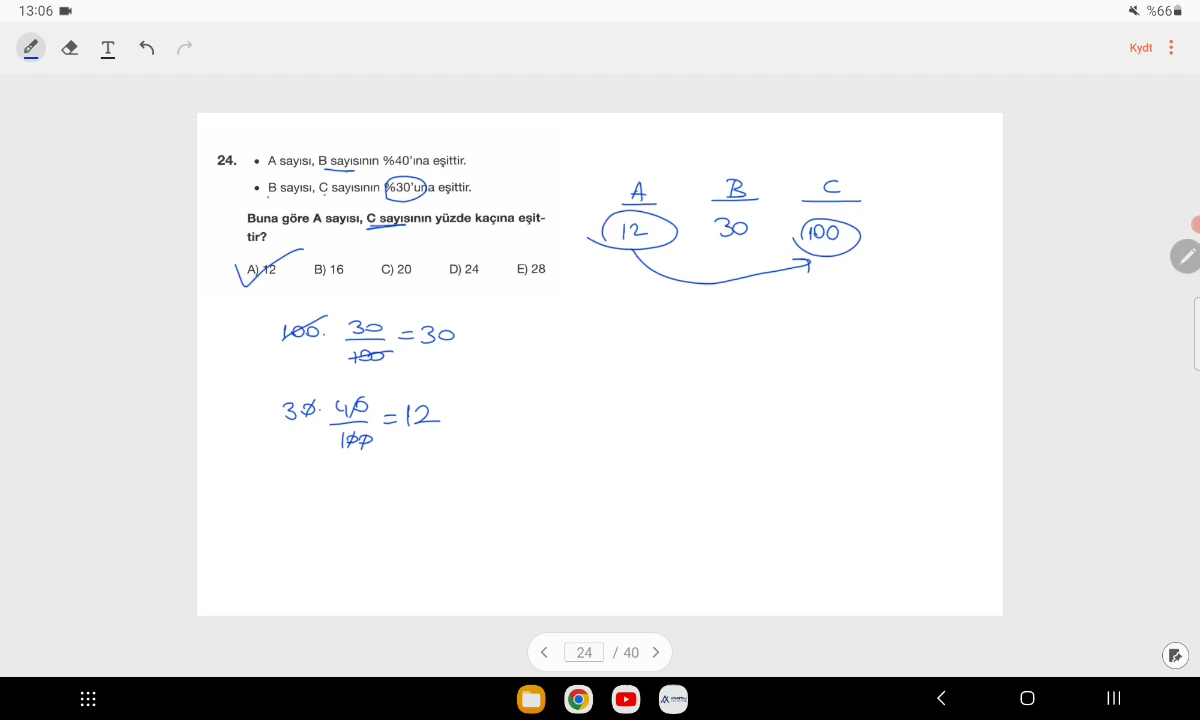 13:06
%66
T
Kydt
24. • A sayısı, B sayısının %40'ına eşittir.
• B sayısı, C sayısının %30'una eşittir.
Buna göre A sayısı, C sayısının yüzde kaçına eşit-
tir?
A) 12 B) 16 C) 20 D) 24 E) 28
A B C
12 30 100
100 . 30/100 = 30
30 . 40/100 = 12
24 / 40